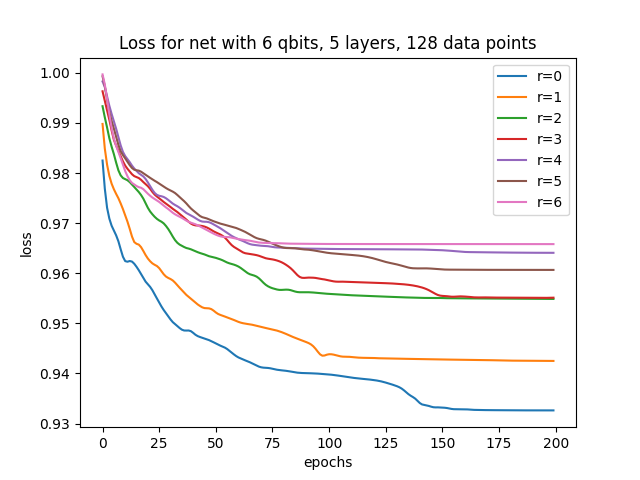 Loss for net with 6 qbits, 5 layers, 128 data points
loss
1.00
0.99
0.98
0.97
0.96
0.95
0.94
0.93
r=0
r=1
r=2
r=3
r=4
r=5
r=6
0 25 50 75 100 125 150 175 200
epochs